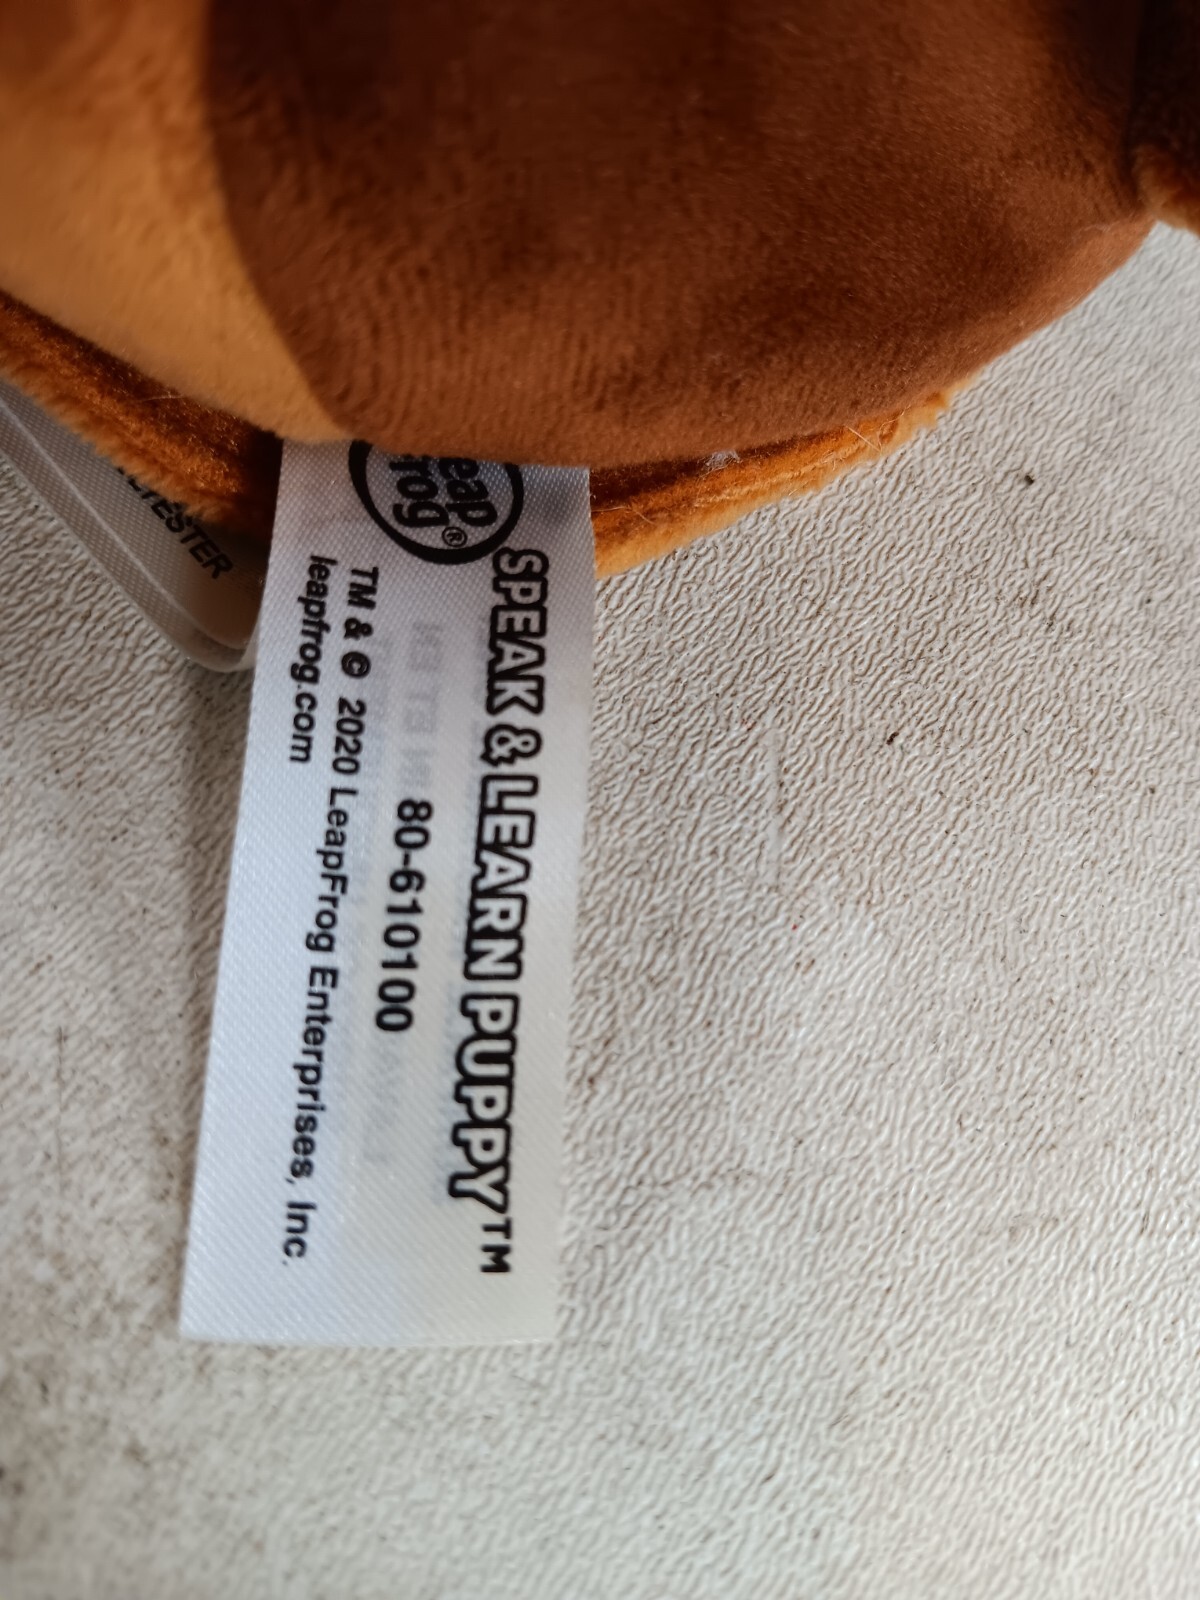 Leap
Frog®
SPEAK & LEARN PUPPY™
80-610100
TM & © 2020 LeapFrog Enterprises, Inc.
leapfrog.com